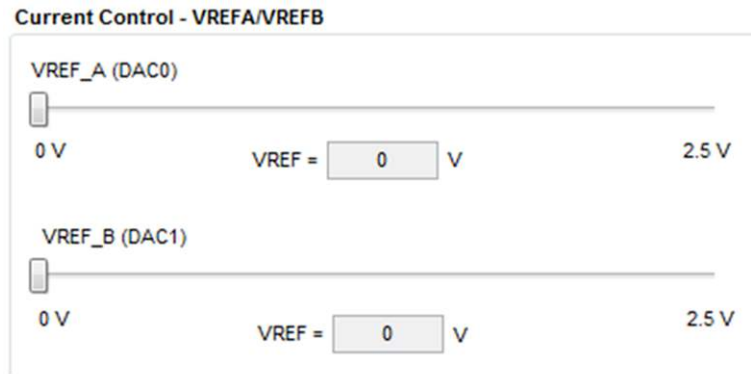 Current Control - VREFA/VREFB
VREF_A (DAC0)
0 V
VREF = 0 V
2.5 V
VREF_B (DAC1)
0 V
VREF = 0 V
2.5 V